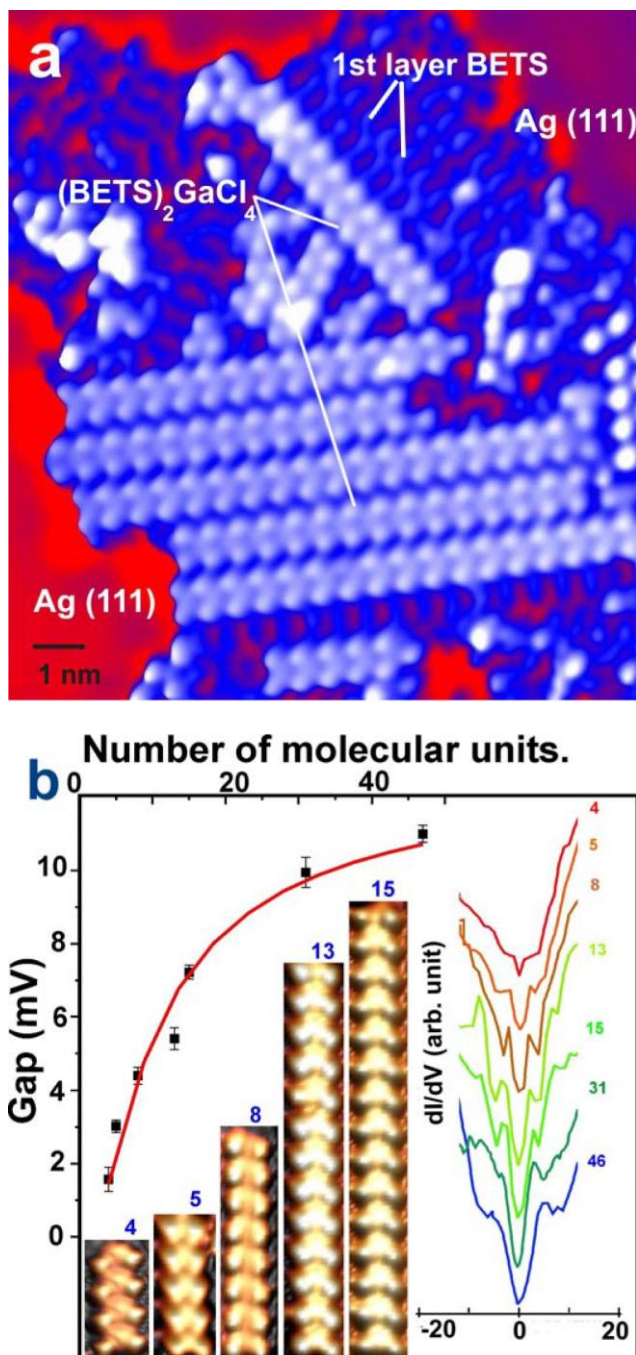 a
1st layer BETS
Ag (111)
(BETS)₂GaCl₄
Ag (111)
1 nm
b
Number of molecular units.
0 20 40
Gap (mV)
10
8
6
4
2
0
4
5
8
13
15
dI/dV (arb. unit)
4
5
8
13
15
31
46
-20 0 20